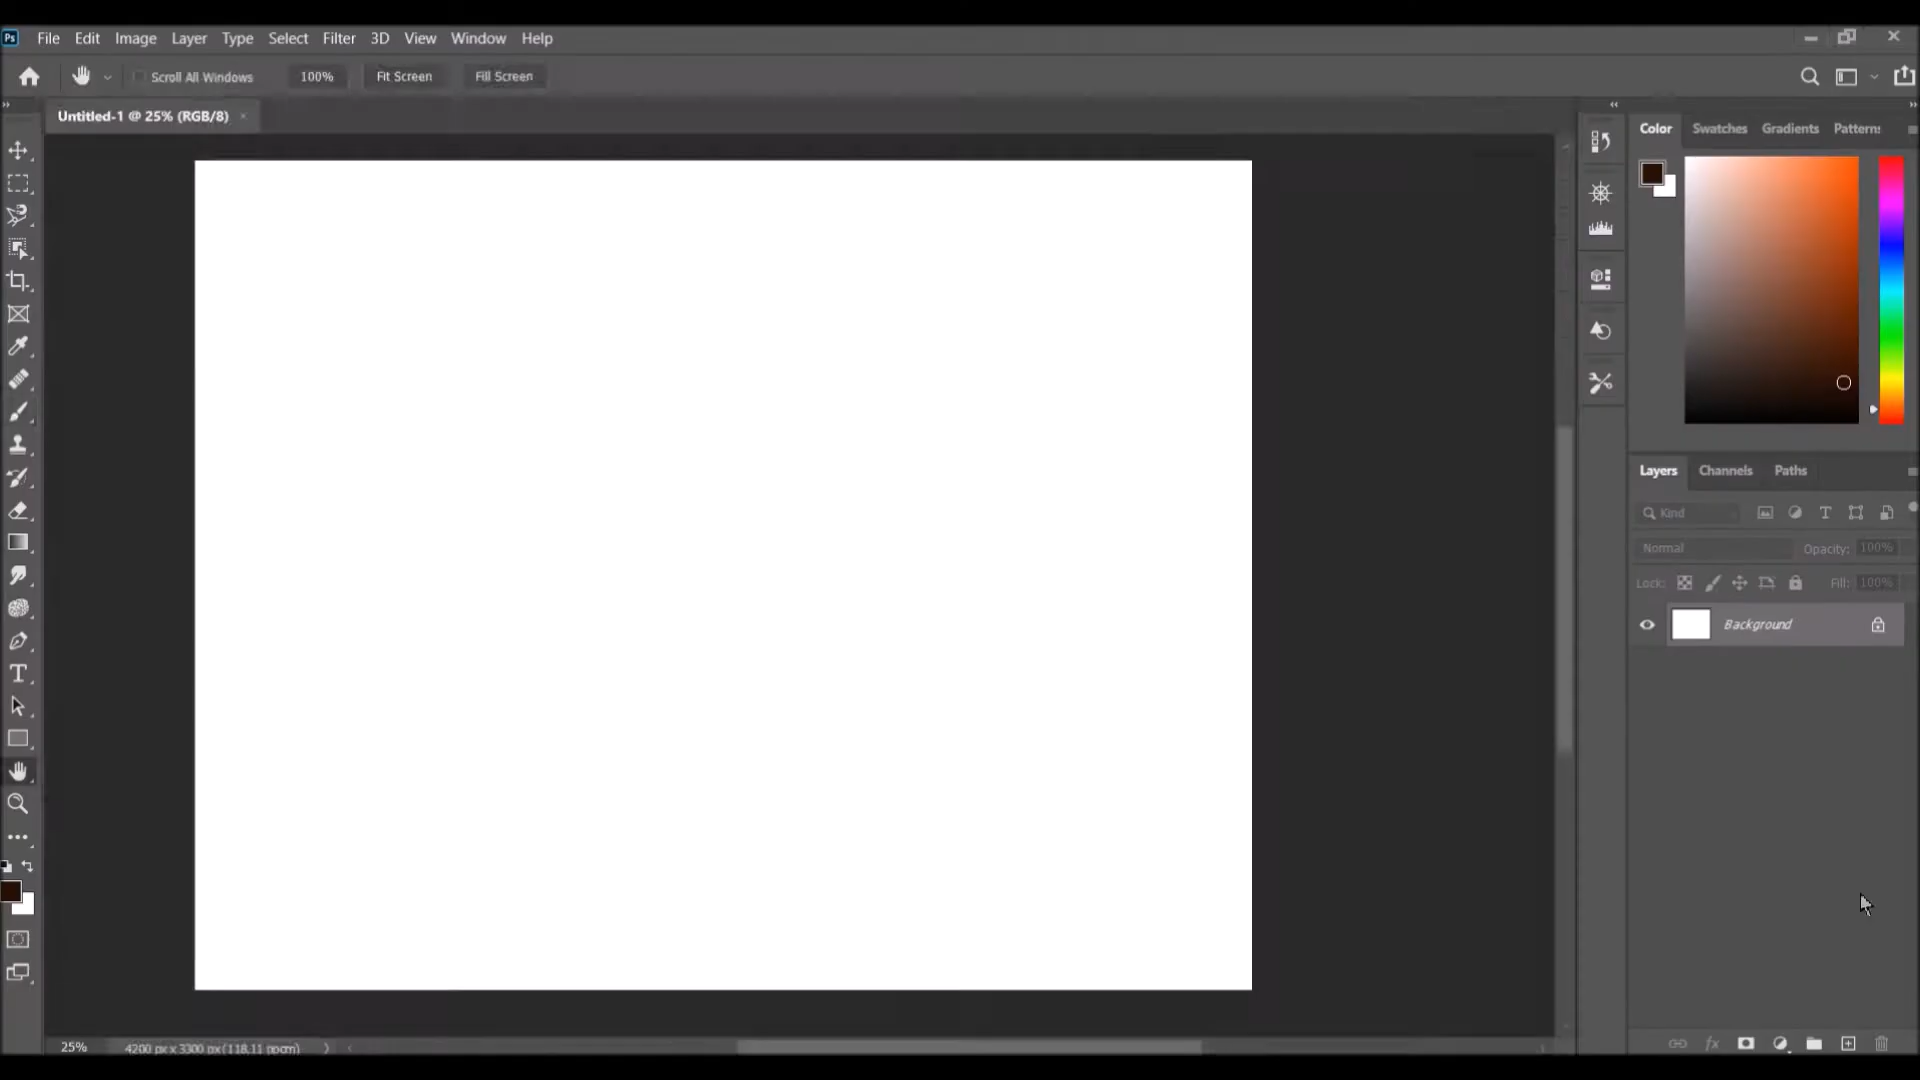 Ps File Edit Image Layer Type Select Filter 3D View Window Help
Scroll All Windows 100% Fit Screen Fill Screen
Untitled-1 @ 25% (RGB/8) ×
Color Swatches Gradients Patterns
Layers Channels Paths
Kind
Normal Opacity: 100%
Lock: Fill: 100%
Background
T
fx
25% 4200 px x 3300 px (118,11 ppcm)